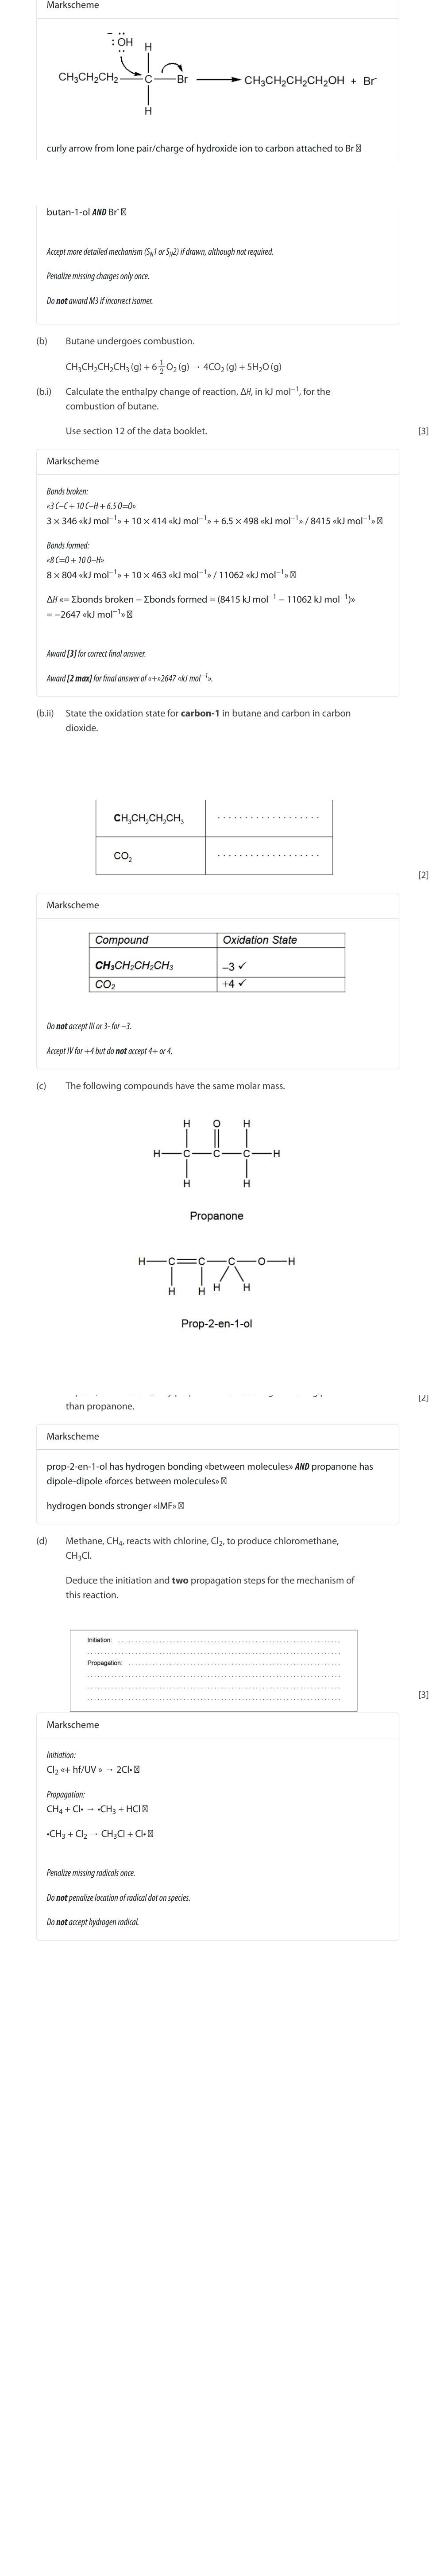 Markscheme
:ÖH⁻
H
CH₃CH₂CH₂—C—Br ⟶ CH₃CH₂CH₂CH₂OH + Br⁻
H
curly arrow from lone pair/charge of hydroxide ion to carbon attached to Br
butan-1-ol AND Br⁻
Accept more detailed mechanism (SN1 or SN2) if drawn, although not required.
Penalize missing charges only once.
Do not award M3 if incorrect isomer.
(b) Butane undergoes combustion.
CH₃CH₂CH₂CH₃ (g) + 6 1/2 O₂ (g) → 4CO₂ (g) + 5H₂O (g)
(b.i) Calculate the enthalpy change of reaction, ΔH, in kJ mol⁻¹, for the
combustion of butane.
Use section 12 of the data booklet. [3]
Markscheme
Bonds broken:
«3 C–C + 10 C–H + 6.5 O=O»
3 × 346 «kJ mol⁻¹» + 10 × 414 «kJ mol⁻¹» + 6.5 × 498 «kJ mol⁻¹» / 8415 «kJ mol⁻¹»
Bonds formed:
«8 C=O + 10 O–H»
8 × 804 «kJ mol⁻¹» + 10 × 463 «kJ mol⁻¹» / 11062 «kJ mol⁻¹»
ΔH «= Σbonds broken − Σbonds formed = (8415 kJ mol⁻¹ − 11062 kJ mol⁻¹)»
= −2647 «kJ mol⁻¹»
Award [3] for correct final answer.
Award [2 max] for final answer of «+»2647 «kJ mol⁻¹».
(b.ii) State the oxidation state for carbon-1 in butane and carbon in carbon
dioxide.
CH₃CH₂CH₂CH₃ ...................
CO₂ ...................
[2]
Markscheme
Compound Oxidation State
CH₃CH₂CH₂CH₃ –3 ✓
CO₂ +4 ✓
Do not accept III or 3- for –3.
Accept IV for +4 but do not accept 4+ or 4.
(c) The following compounds have the same molar mass.
H O H
H—C—C—C—H
H H
Propanone
H—C=C—C—O—H
H H H H
Prop-2-en-1-ol
[2]
than propanone.
Markscheme
prop-2-en-1-ol has hydrogen bonding «between molecules» AND propanone has
dipole-dipole «forces between molecules»
hydrogen bonds stronger «IMF»
(d) Methane, CH₄, reacts with chlorine, Cl₂, to produce chloromethane,
CH₃Cl.
Deduce the initiation and two propagation steps for the mechanism of
this reaction.
Initiation:
Propagation:
[3]
Markscheme
Initiation:
Cl₂ «+ hf/UV » → 2Cl•
Propagation:
CH₄ + Cl• → •CH₃ + HCl
•CH₃ + Cl₂ → CH₃Cl + Cl•
Penalize missing radicals once.
Do not penalize location of radical dot on species.
Do not accept hydrogen radical.